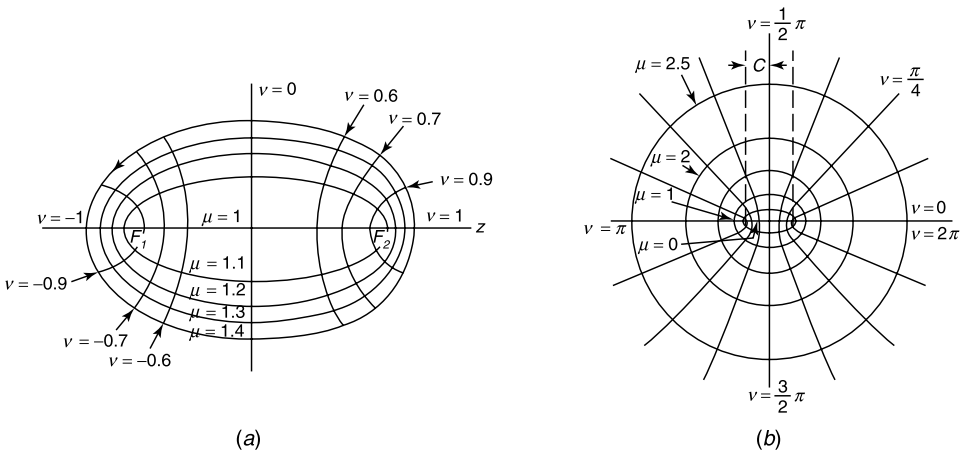 ν = 0
ν = 0.6
ν = 0.7
ν = 0.9
ν = −1
μ = 1
ν = 1
z
F₁
F₂
μ = 1.1
μ = 1.2
μ = 1.3
μ = 1.4
ν = −0.9
ν = −0.7
ν = −0.6
(a)
ν = 1/2 π
C
μ = 2.5
ν = π/4
μ = 2
μ = 1
ν = 0
ν = π
ν = 2π
μ = 0
ν = 3/2 π
(b)